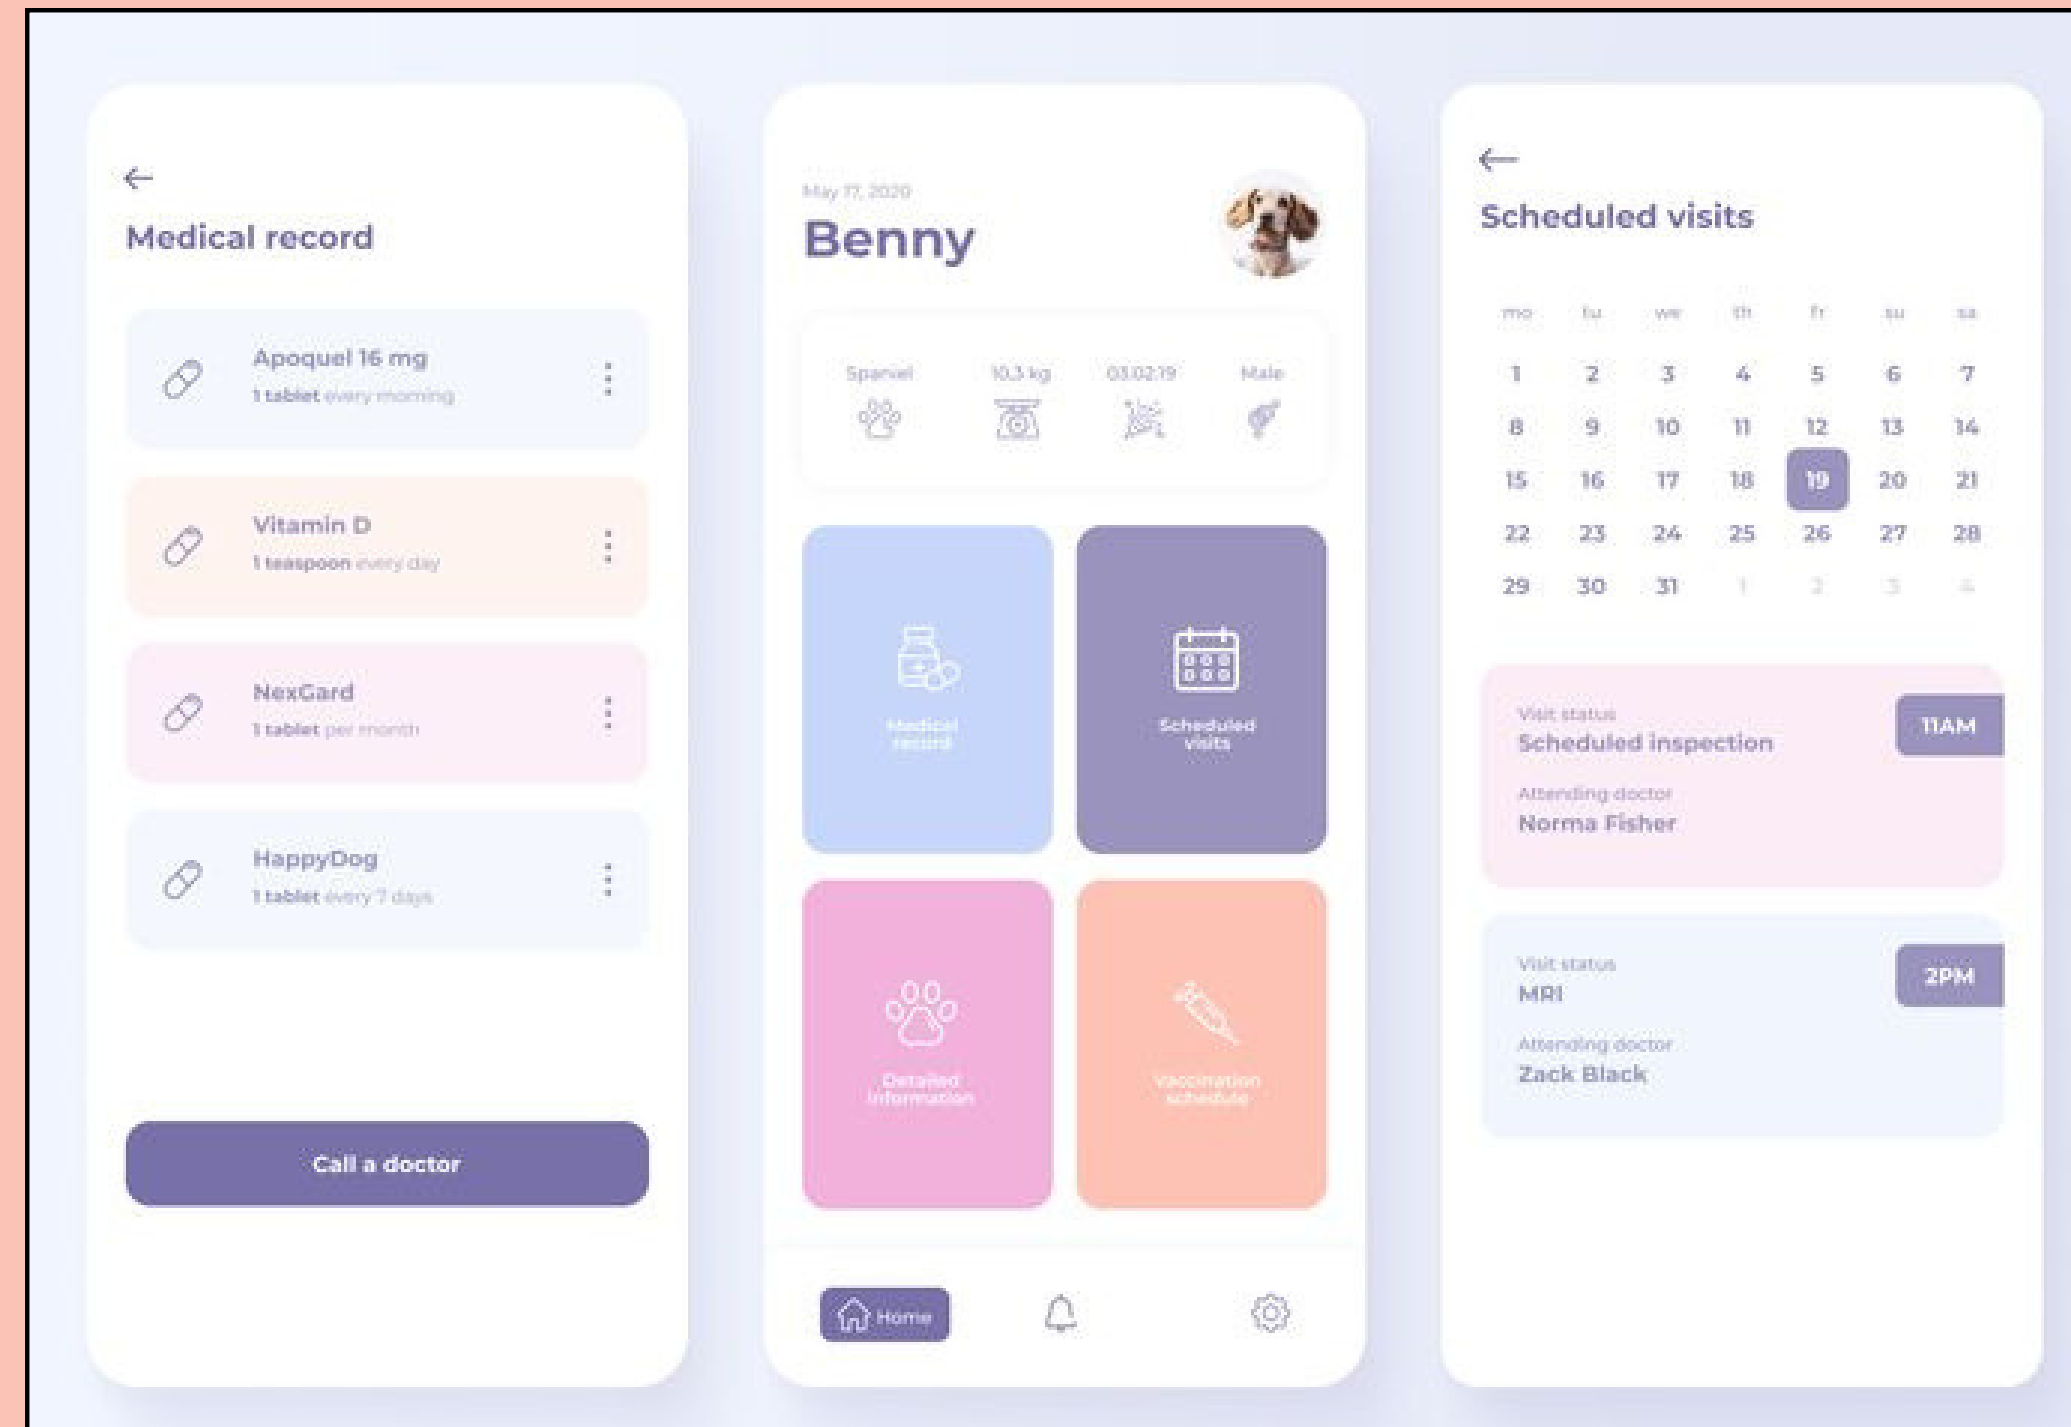 Medical record
Apoquel 16 mg
1 tablet every morning
Vitamin D
1 teaspoon every day
NexGard
1 tablet per month
HappyDog
1 tablet every 7 days
Call a doctor
May 17, 2020
Benny
Spaniel 10,3 kg 03.02.19 Male
Medical
record
Scheduled
visits
Detailed
information
Vaccination
schedule
Home
Scheduled visits
mo tu we th fr su sa
1 2 3 4 5 6 7
8 9 10 11 12 13 14
15 16 17 18 19 20 21
22 23 24 25 26 27 28
29 30 31 1 2 3 4
Visit status
Scheduled inspection
11AM
Attending doctor
Norma Fisher
Visit status
MRI
2PM
Attending doctor
Zack Black